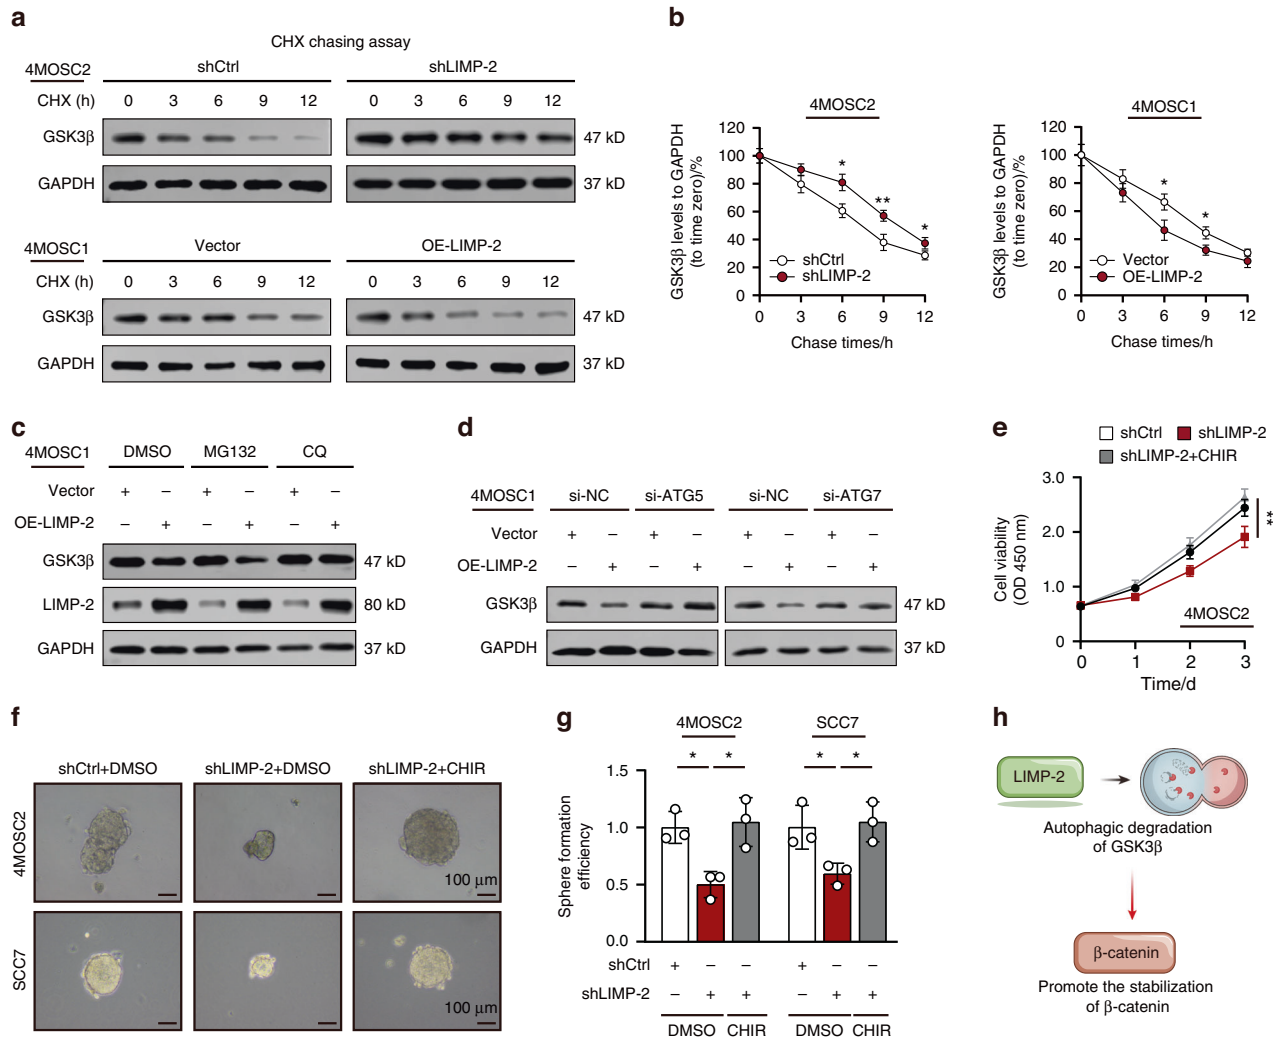 a
CHX chasing assay
4MOSC2 shCtrl shLIMP-2
CHX (h) 0 3 6 9 12 0 3 6 9 12
GSK3β 47 kD
GAPDH 37 kD
4MOSC1 Vector OE-LIMP-2
CHX (h) 0 3 6 9 12 0 3 6 9 12
GSK3β 47 kD
GAPDH 37 kD
b
4MOSC2
GSK3β levels to GAPDH
(to time zero)/%
120
100
80
60
40
20
0
* ** *
shCtrl
shLIMP-2
0 3 6 9 12
Chase times/h
4MOSC1
GSK3β levels to GAPDH
(to time zero)/%
120
100
80
60
40
20
0
* *
Vector
OE-LIMP-2
0 3 6 9 12
Chase times/h
c
4MOSC1 DMSO MG132 CQ
Vector + − + − + −
OE-LIMP-2 − + − + − +
GSK3β 47 kD
LIMP-2 80 kD
GAPDH 37 kD
d
4MOSC1 si-NC si-ATG5 si-NC si-ATG7
Vector + − + − + − + −
OE-LIMP-2 − + − + − + − +
GSK3β 47 kD
GAPDH 37 kD
e
shCtrl shLIMP-2
shLIMP-2+CHIR
Cell viability
(OD 450 nm)
3.0
2.0
1.0
0
**
4MOSC2
0 1 2 3
Time/d
f
shCtrl+DMSO shLIMP-2+DMSO shLIMP-2+CHIR
4MOSC2
100 μm
SCC7
100 μm
g
4MOSC2 SCC7
* * * *
Sphere formation
efficiency
1.5
1.0
0.5
0.0
shCtrl + − − + − −
shLIMP-2 − + + − + +
DMSO CHIR DMSO CHIR
h
LIMP-2
Autophagic degradation
of GSK3β
β-catenin
Promote the stabilization
of β-catenin